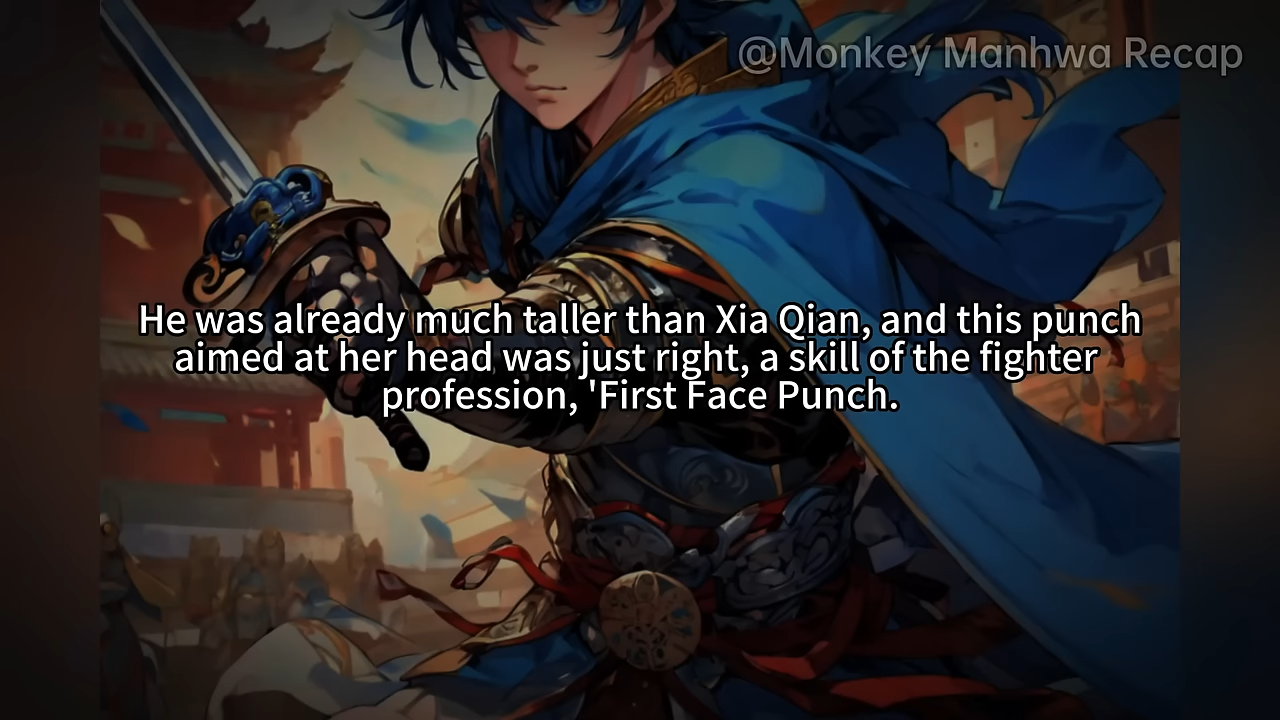 @Monkey Manhwa Recap
He was already much taller than Xia Qian, and this punch
aimed at her head was just right, a skill of the fighter
profession, 'First Face Punch.